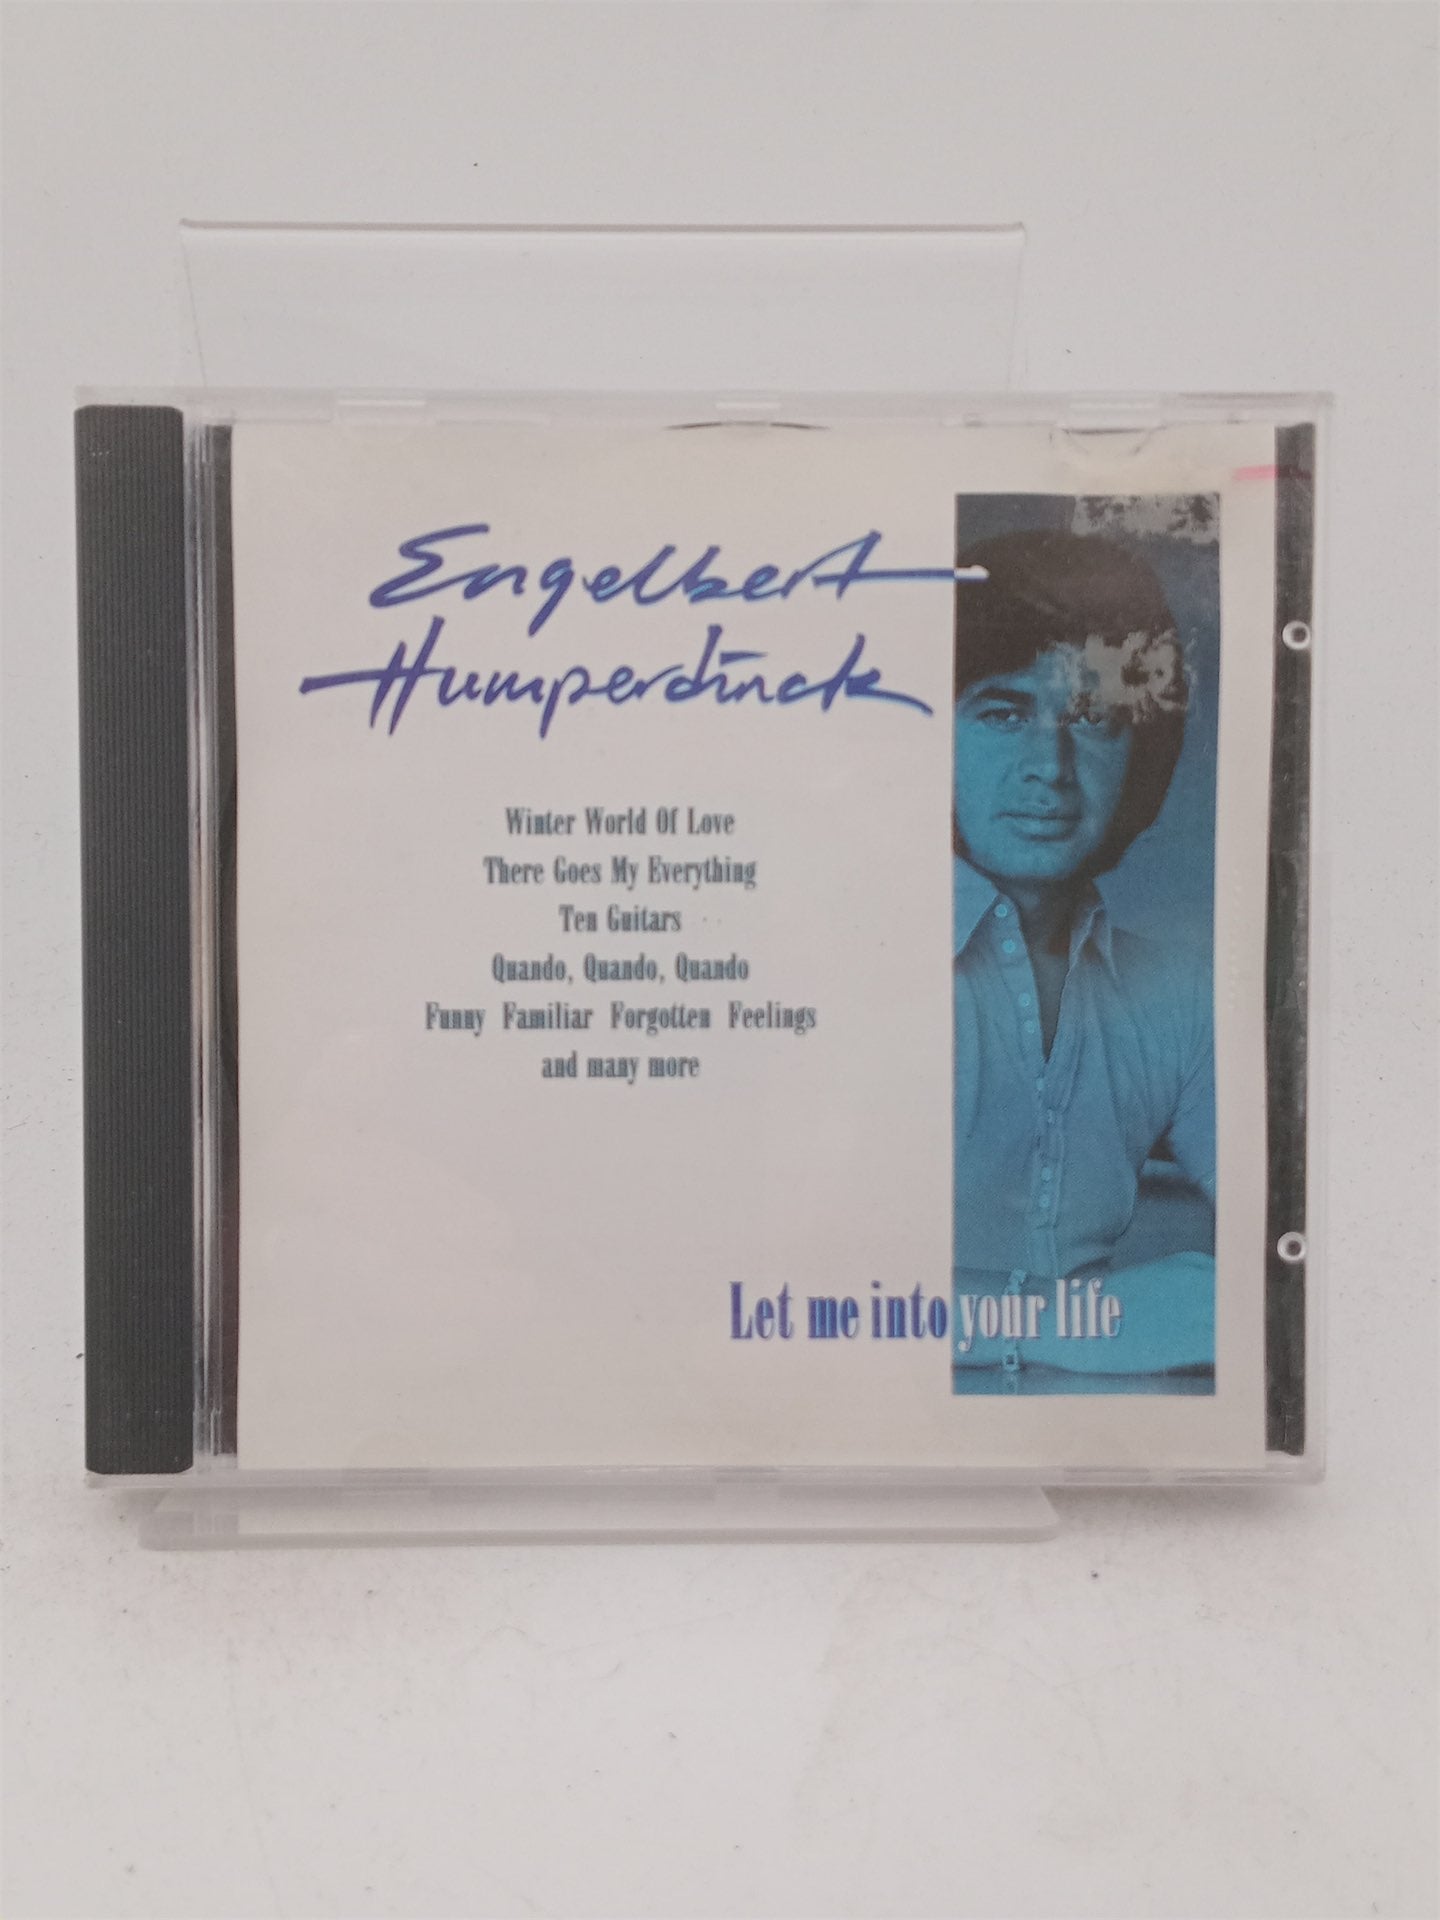 Engelbert
Humperdinck
Winter World Of Love
There Goes My Everything
Ten Guitars
Quando, Quando, Quando
Funny Familiar Forgotten Feelings
and many more
Let me into your life